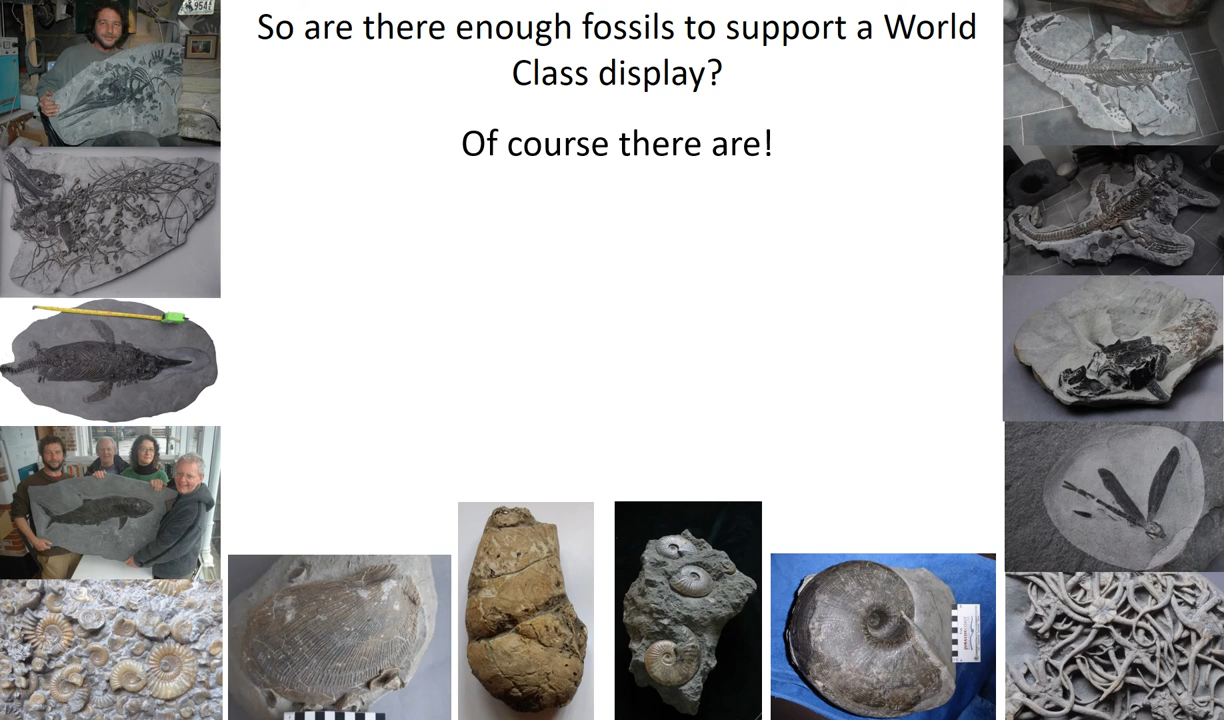 So are there enough fossils to support a World
Class display?
Of course there are!